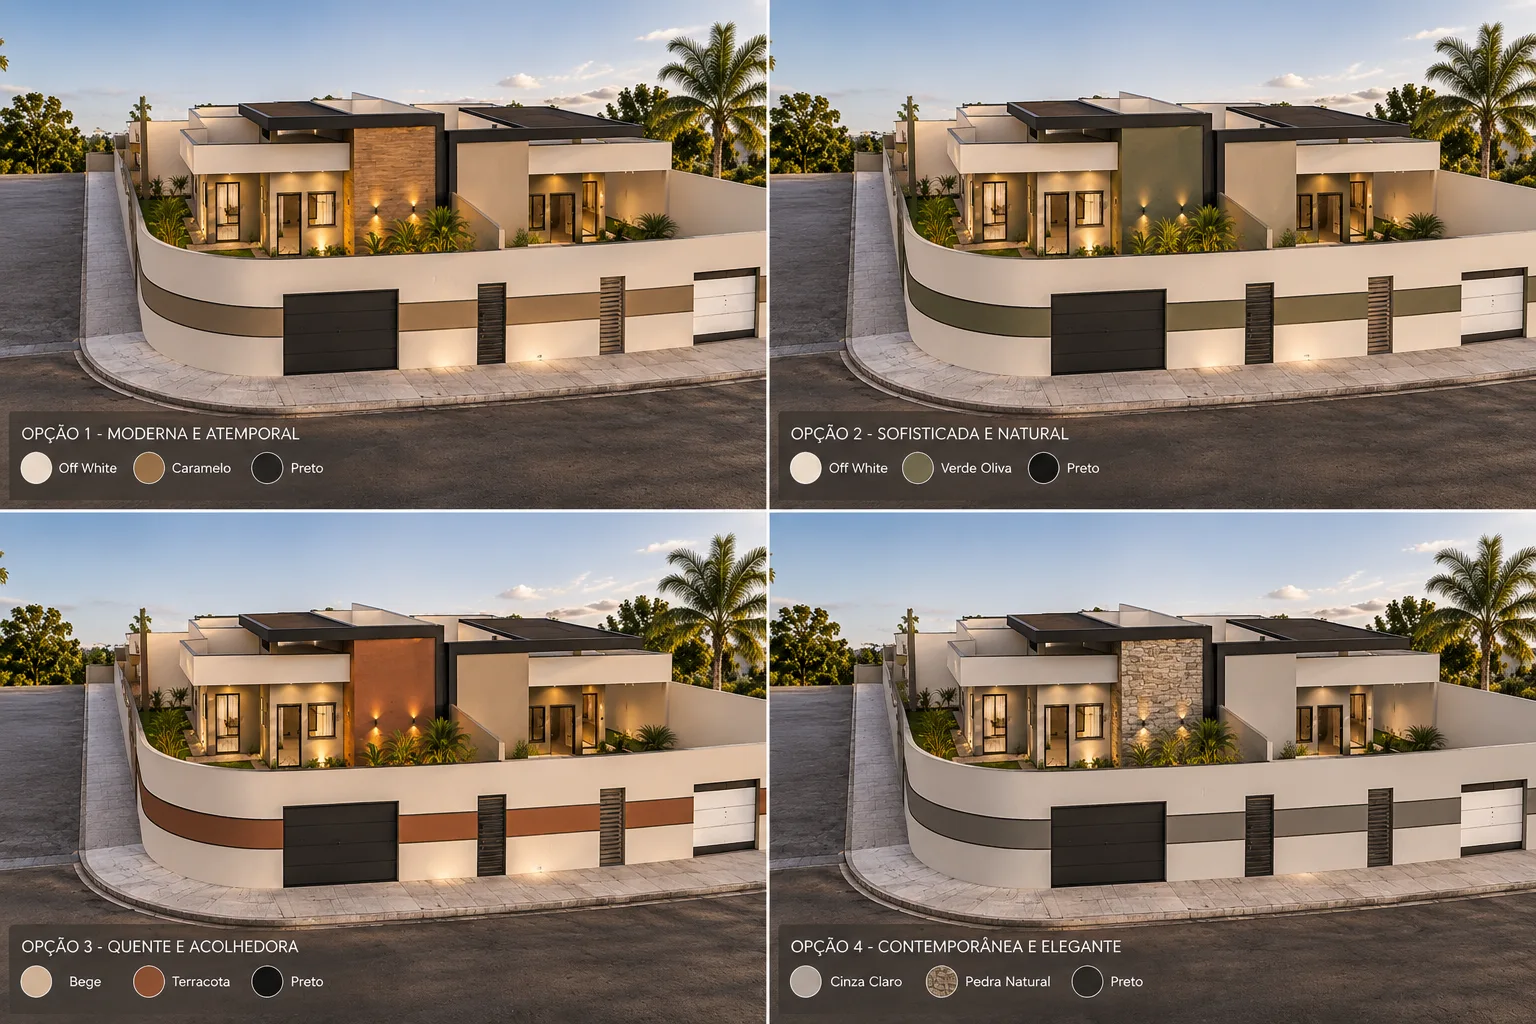 OPÇÃO 1 - MODERNA E ATEMPORAL
Off White Caramelo Preto
OPÇÃO 2 - SOFISTICADA E NATURAL
Off White Verde Oliva Preto
OPÇÃO 3 - QUENTE E ACOLHEDORA
Bege Terracota Preto
OPÇÃO 4 - CONTEMPORÂNEA E ELEGANTE
Cinza Claro Pedra Natural Preto